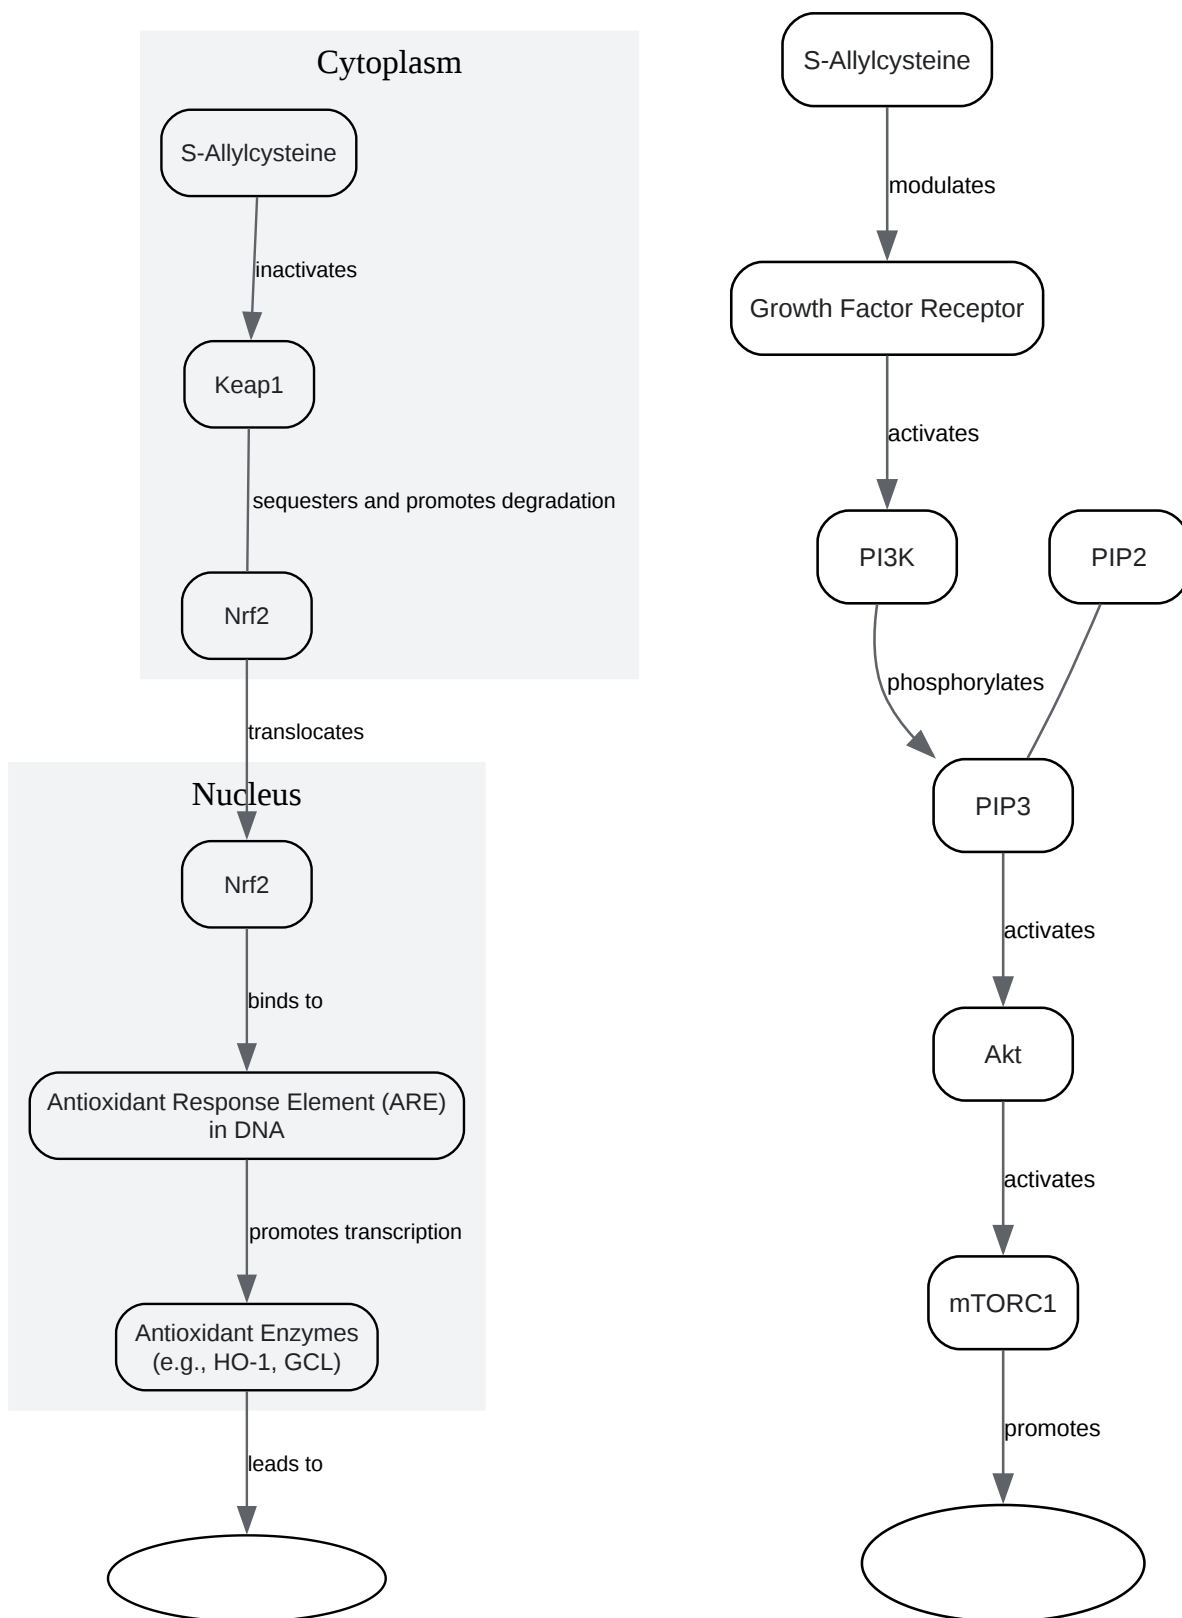 Cytoplasm
S-Allylcysteine
inactivates
Keap1
sequesters and promotes degradation
Nrf2
translocates
Nucleus
Nrf2
binds to
Antioxidant Response Element (ARE)
in DNA
promotes transcription
Antioxidant Enzymes
(e.g., HO-1, GCL)
leads to
S-Allylcysteine
modulates
Growth Factor Receptor
activates
PI3K
PIP2
phosphorylates
PIP3
activates
Akt
activates
mTORC1
promotes